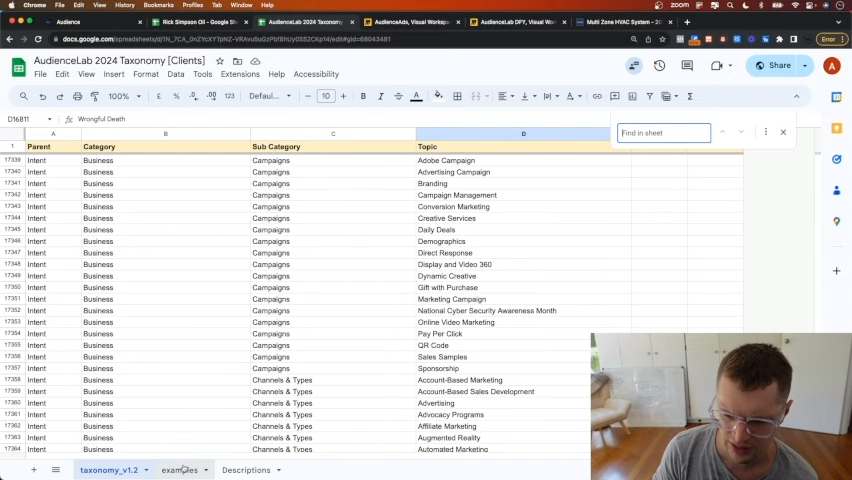 Chrome File Edit View History Bookmarks Profiles Tab Window Help ZOOM
Audience
Rick Simpson Oil - Google She
AudienceLab 2024 Taxonomy
AudienceAds, Visual Workspac
AudienceLab DFY, Visual Work
Multi Zone HVAC System - 20
docs.google.com/spreadsheets/d/
Error
AudienceLab 2024 Taxonomy [Clients]
File Edit View Insert Format Data Tools Extensions Help Accessibility
Share
A
100% £ % .0 .00 123 Defaul... 10 B I A
D16811 Wrongful Death
Find in sheet
A B C D
1 Parent Category Sub Category Topic
17339 Intent Business Campaigns Adobe Campaign
17340 Intent Business Campaigns Advertising Campaign
17341 Intent Business Campaigns Branding
17342 Intent Business Campaigns Campaign Management
17343 Intent Business Campaigns Conversion Marketing
17344 Intent Business Campaigns Creative Services
17345 Intent Business Campaigns Daily Deals
17346 Intent Business Campaigns Demographics
17347 Intent Business Campaigns Direct Response
17348 Intent Business Campaigns Display and Video 360
17349 Intent Business Campaigns Dynamic Creative
17350 Intent Business Campaigns Gift with Purchase
17351 Intent Business Campaigns Marketing Campaign
17352 Intent Business Campaigns National Cyber Security Awareness Month
17353 Intent Business Campaigns Online Video Marketing
17354 Intent Business Campaigns Pay Per Click
17355 Intent Business Campaigns QR Code
17356 Intent Business Campaigns Sales Samples
17357 Intent Business Campaigns Sponsorship
17358 Intent Business Channels & Types Account-Based Marketing
17359 Intent Business Channels & Types Account-Based Sales Development
17360 Intent Business Channels & Types Advertising
17361 Intent Business Channels & Types Advocacy Programs
17362 Intent Business Channels & Types Affiliate Marketing
17363 Intent Business Channels & Types Augmented Reality
17364 Intent Business Channels & Types Automated Marketing
taxonomy_v1.2 examples Descriptions